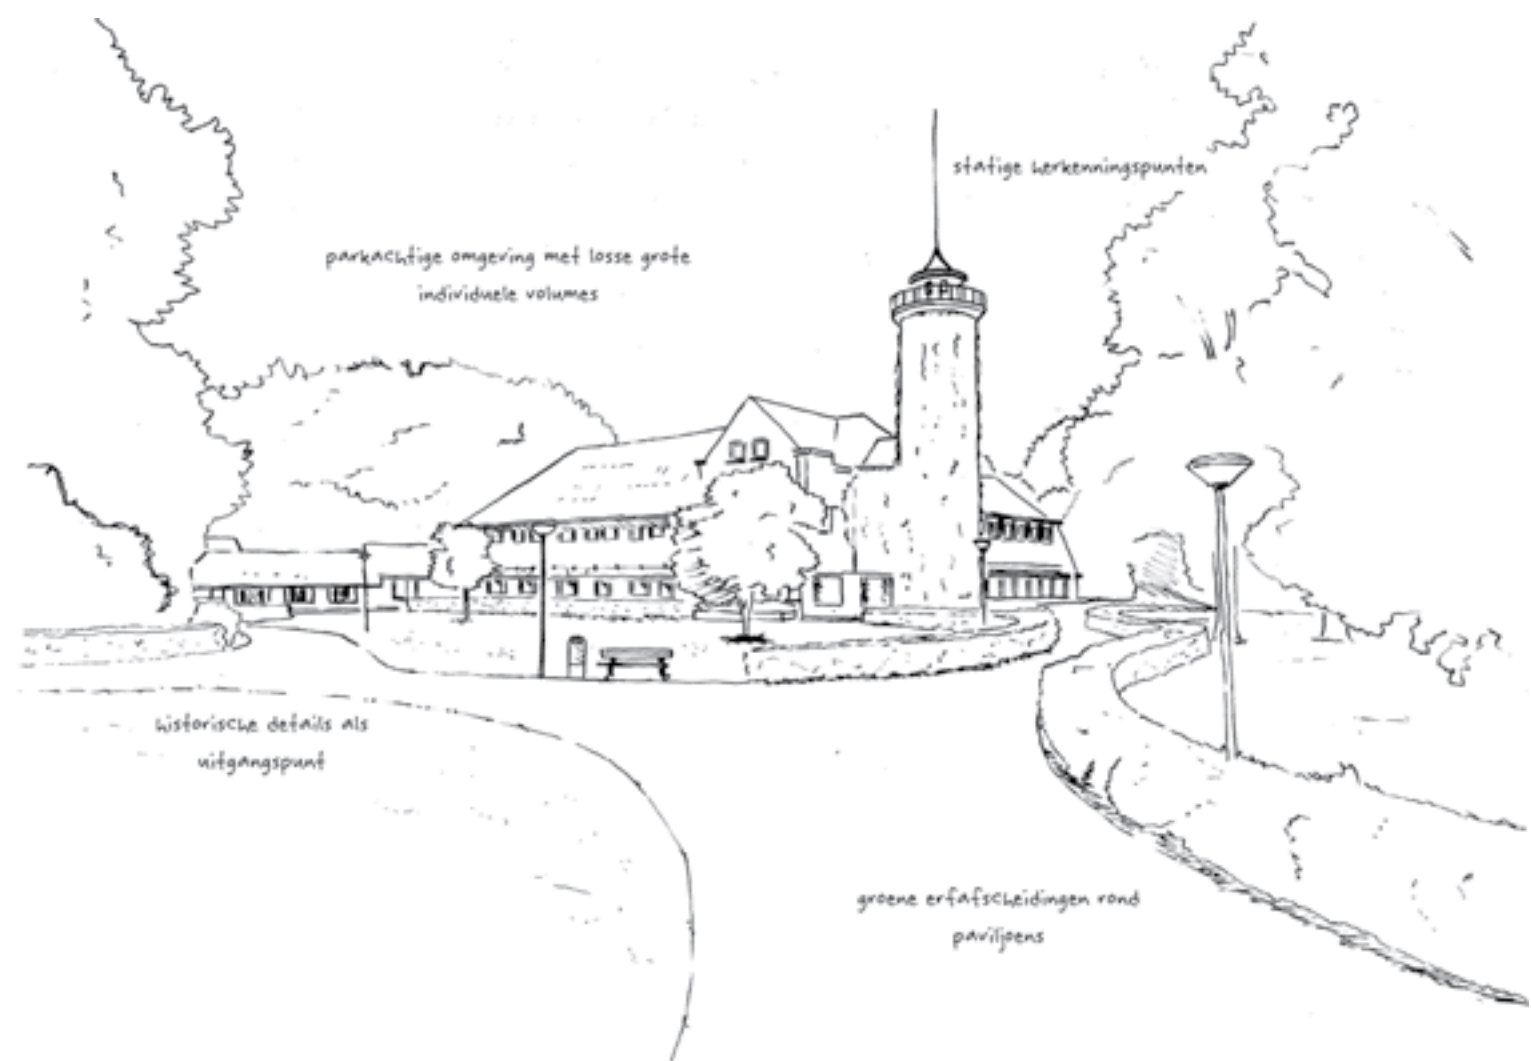 statige herkenningspunten
parkachtige omgeving met losse grote
individuele volumes
historische details als
uitgangspunt
groene erfafscheidingen rond
paviljoens